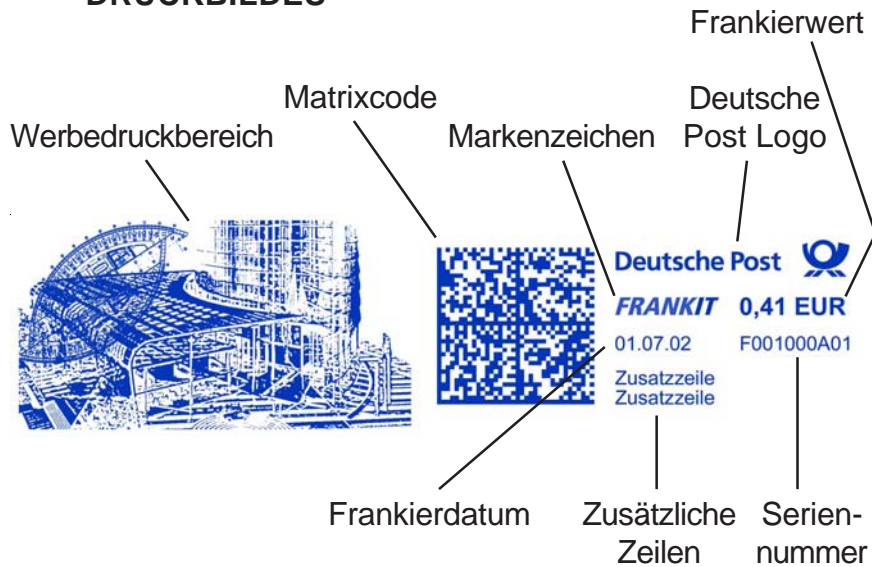 DRUCKBILDES
Frankierwert
Matrixcode
Deutsche
Post Logo
Werbedruckbereich
Markenzeichen
Deutsche Post
FRANKIT 0,41 EUR
01.07.02 F001000A01
Zusatzzeile
Zusatzzeile
Frankierdatum
Zusätzliche
Zeilen
Serien-
nummer